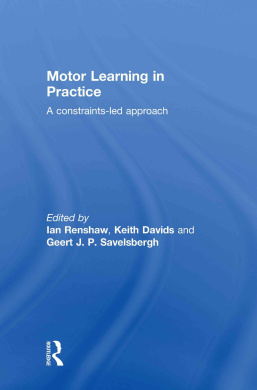 Motor Learning in
Practice
A constraints-led approach
Edited by
Ian Renshaw, Keith Davids and
Geert J. P. Savelsbergh
ROUTLEDGE